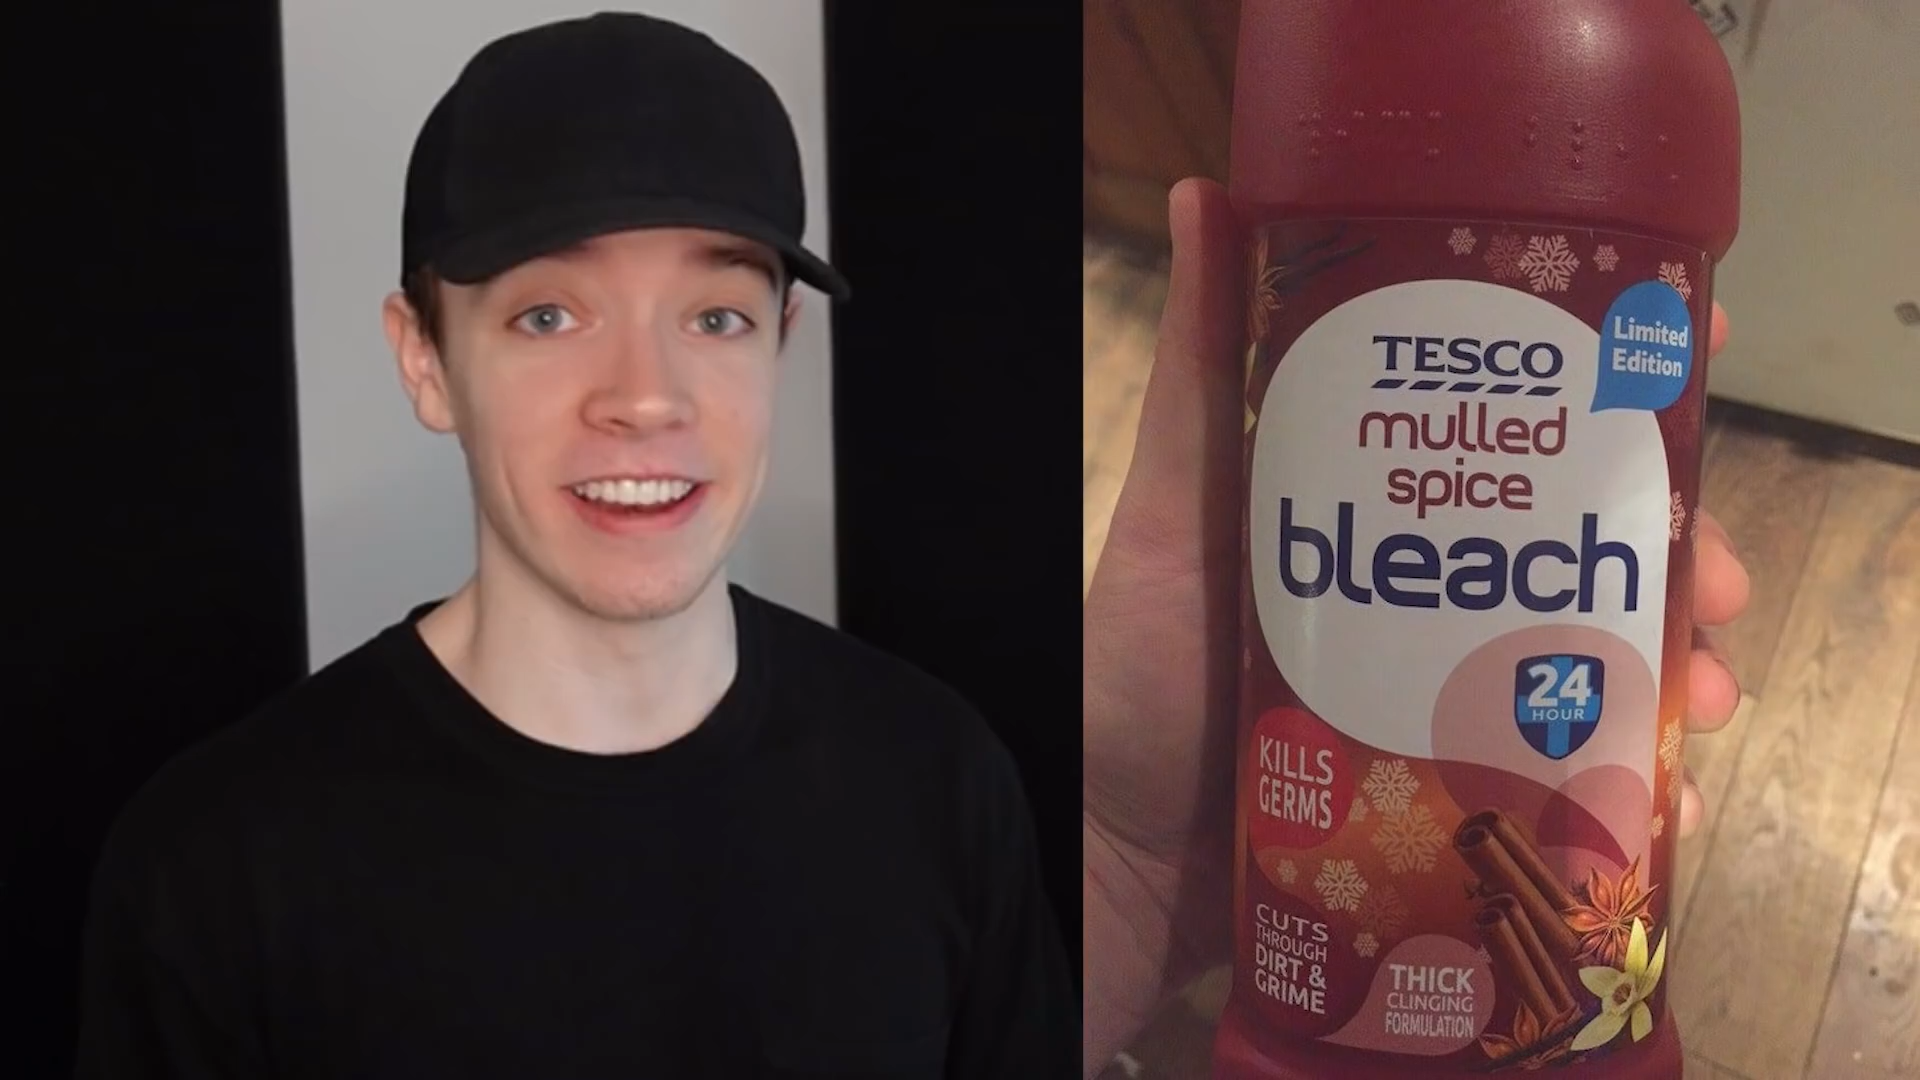 TESCO
Limited
Edition
mulled
spice
bleach
24
HOUR
KILLS
GERMS
CUTS
THROUGH
DIRT &
GRIME
THICK
CLINGING
FORMULATION